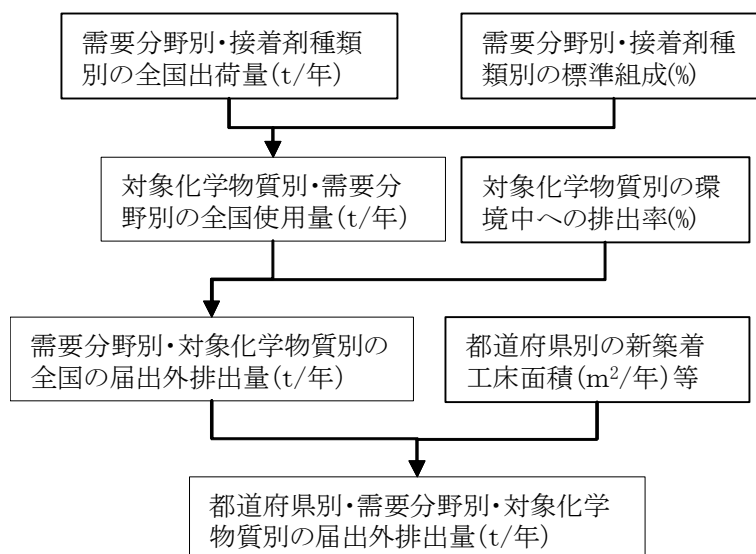 需要分野別・接着剤種類
別の全国出荷量(t/年)
需要分野別・接着剤種
類別の標準組成(%)
対象化学物質別・需要分
野別の全国使用量(t/年)
対象化学物質別の環
境中への排出率(%)
需要分野別・対象化学物質別の
全国の届出外排出量(t/年)
都道府県別の新築着
工床面積(m²/年)等
都道府県別・需要分野別・対象化学
物質別の届出外排出量(t/年)